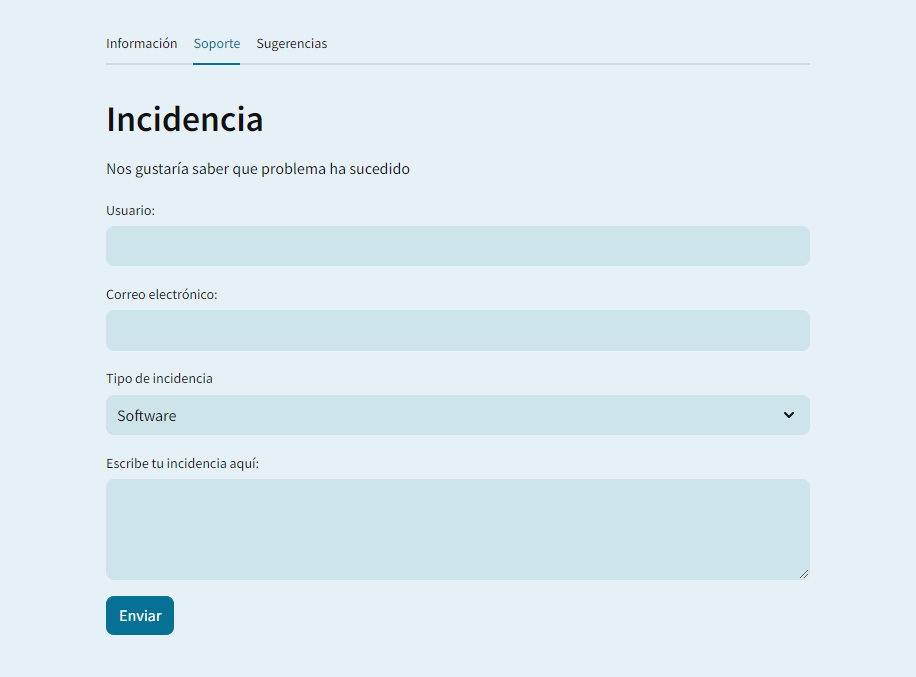 Información Soporte Sugerencias
Incidencia
Nos gustaría saber que problema ha sucedido
Usuario:
Correo electrónico:
Tipo de incidencia
Software
Escribe tu incidencia aquí:
Enviar